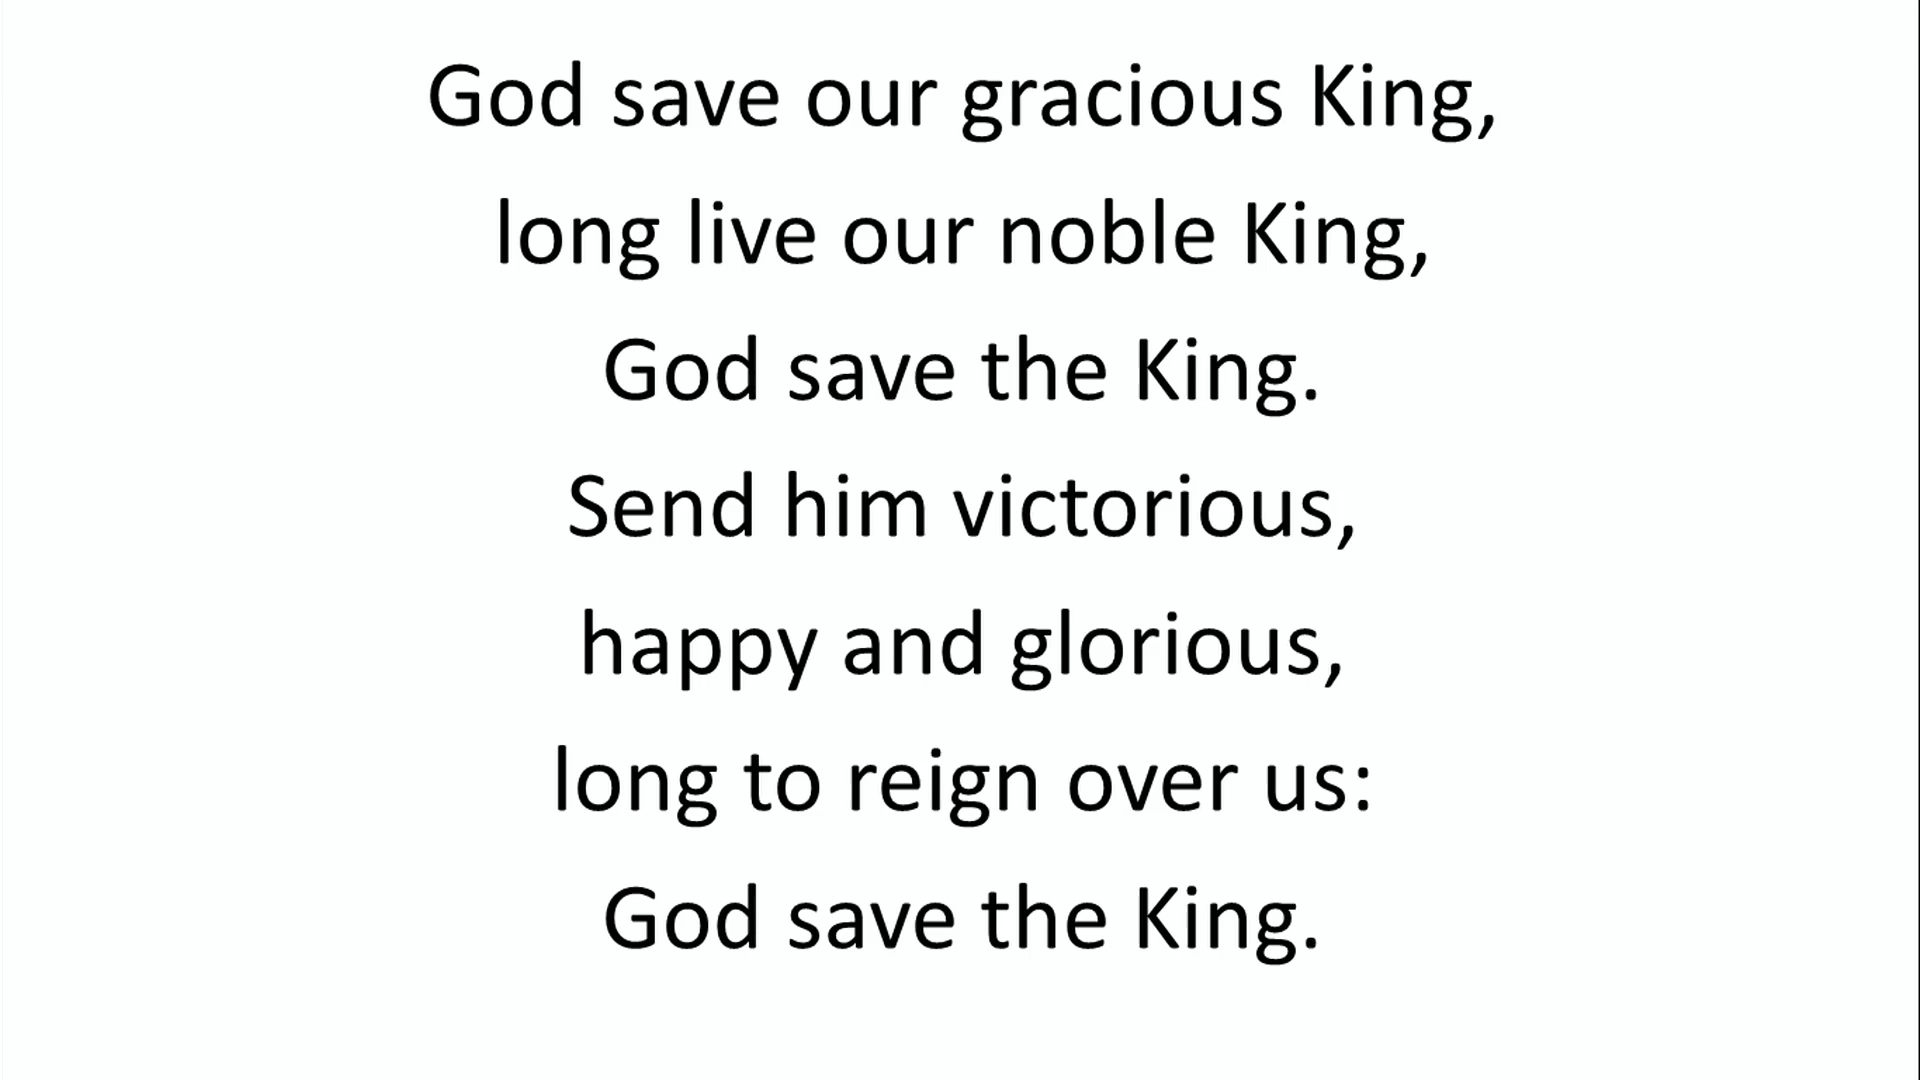 God save our gracious King,
long live our noble King,
God save the King.
Send him victorious,
happy and glorious,
long to reign over us:
God save the King.